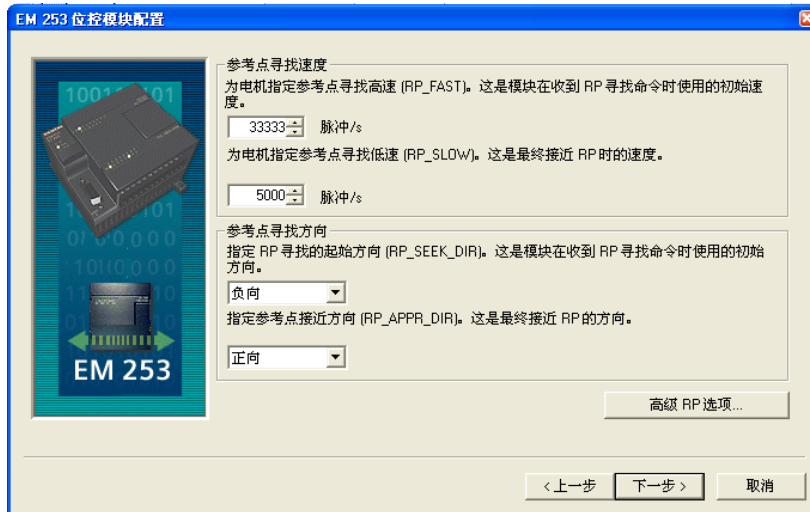 EM 253 位控模块配置
参考点寻找速度
为电机指定参考点寻找高速 (RP_FAST)。这是模块在收到 RP 寻找命令时使用的初始速
度。
33333 脉冲/s
为电机指定参考点寻找低速 (RP_SLOW)。这是最终接近 RP 时的速度。
5000 脉冲/s
参考点寻找方向
指定 RP 寻找的起始方向 (RP_SEEK_DIR)。这是模块在收到 RP 寻找命令时使用的初始
方向。
负向
指定参考点接近方向 (RP_APPR_DIR)。这是最终接近 RP 的方向。
正向
EM 253
高级 RP 选项...
<上一步
下一步>
取消